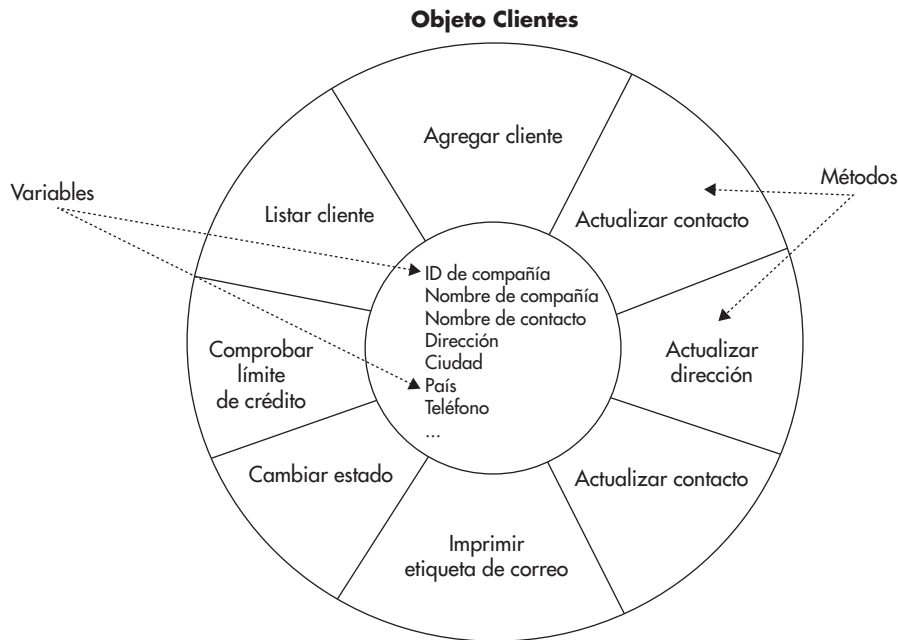 Objeto Clientes
Agregar cliente
Variables
Métodos
Listar cliente
Actualizar contacto
ID de compañía
Nombre de compañía
Nombre de contacto
Dirección
Ciudad
País
Teléfono
...
Comprobar
límite
de crédito
Actualizar
dirección
Cambiar estado
Actualizar contacto
Imprimir
etiqueta de correo